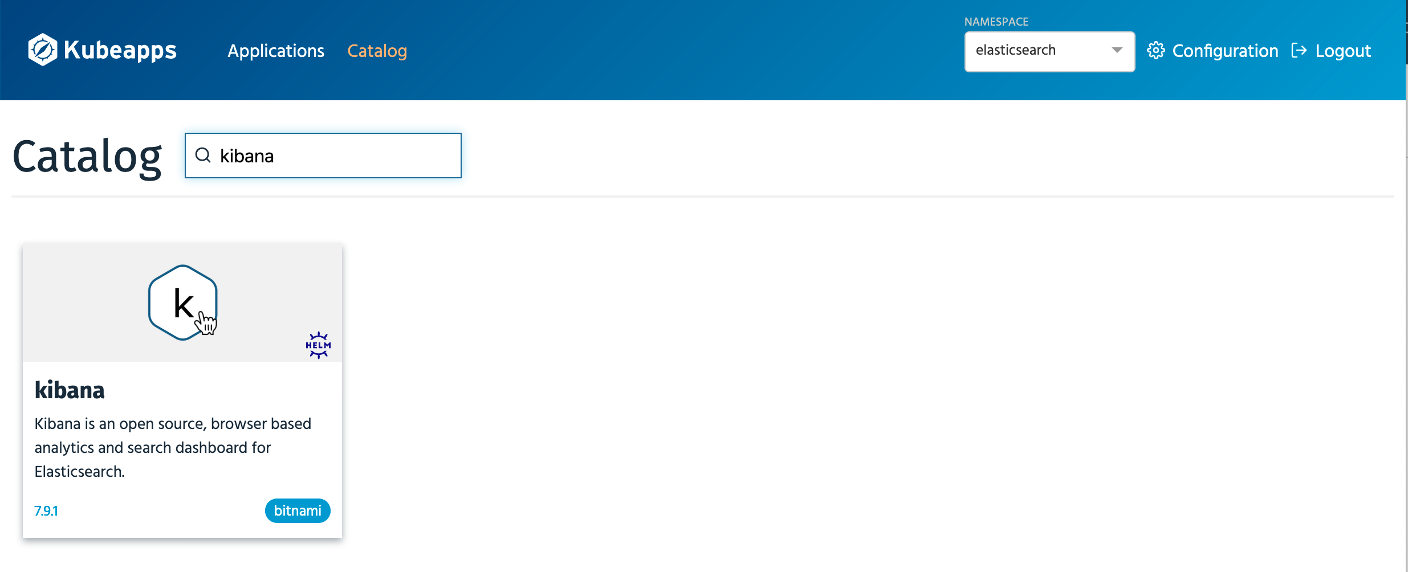 NAMESPACE
Kubeapps Applications Catalog elasticsearch Configuration Logout
Catalog kibana
k
HELM
kibana
Kibana is an open source, browser based
analytics and search dashboard for
Elasticsearch.
7.9.1 bitnami